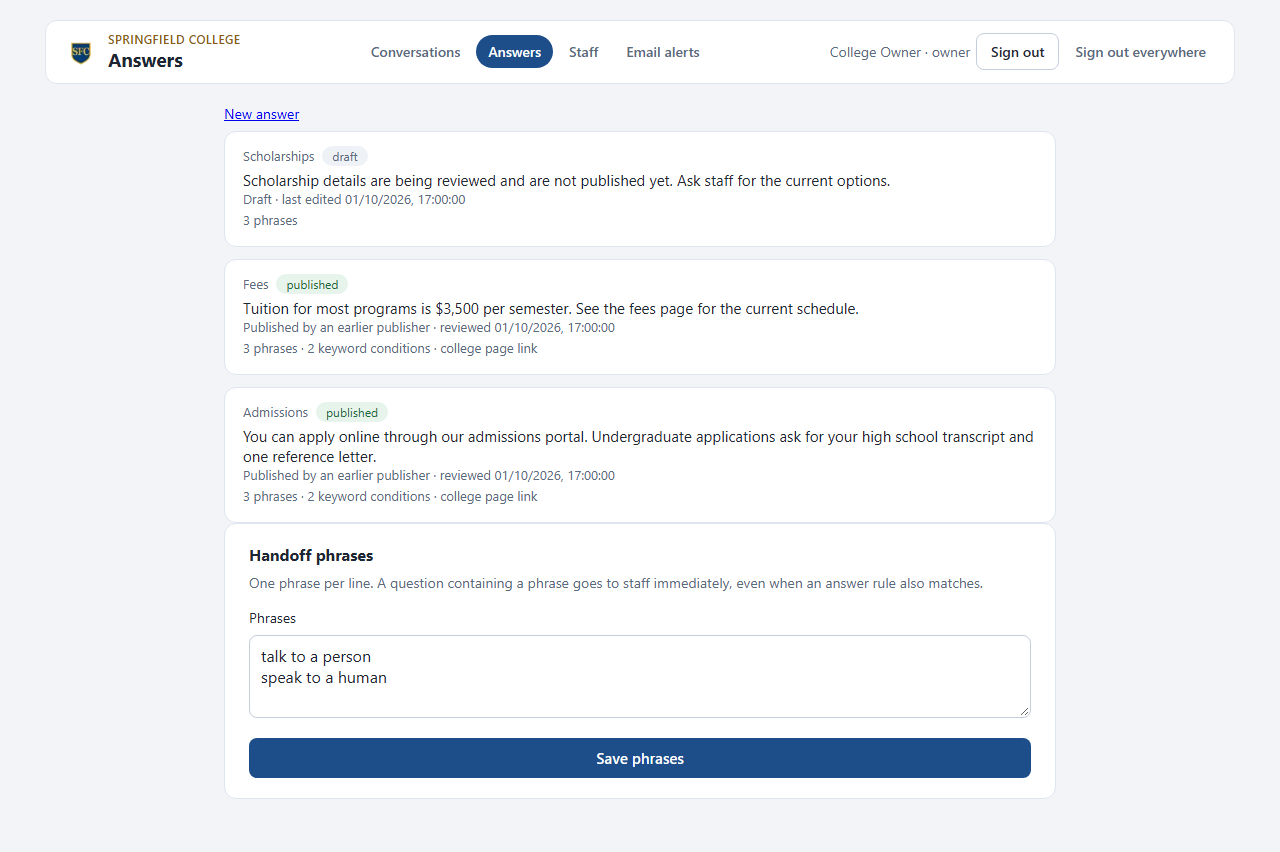 SFC
SPRINGFIELD COLLEGE
Answers
Conversations
Answers
Staff
Email alerts
College Owner · owner
Sign out
Sign out everywhere
New answer
Scholarships draft
Scholarship details are being reviewed and are not published yet. Ask staff for the current options.
Draft · last edited 01/10/2026, 17:00:00
3 phrases
Fees published
Tuition for most programs is $3,500 per semester. See the fees page for the current schedule.
Published by an earlier publisher · reviewed 01/10/2026, 17:00:00
3 phrases · 2 keyword conditions · college page link
Admissions published
You can apply online through our admissions portal. Undergraduate applications ask for your high school transcript and
one reference letter.
Published by an earlier publisher · reviewed 01/10/2026, 17:00:00
3 phrases · 2 keyword conditions · college page link
Handoff phrases
One phrase per line. A question containing a phrase goes to staff immediately, even when an answer rule also matches.
Phrases
talk to a person
speak to a human
Save phrases